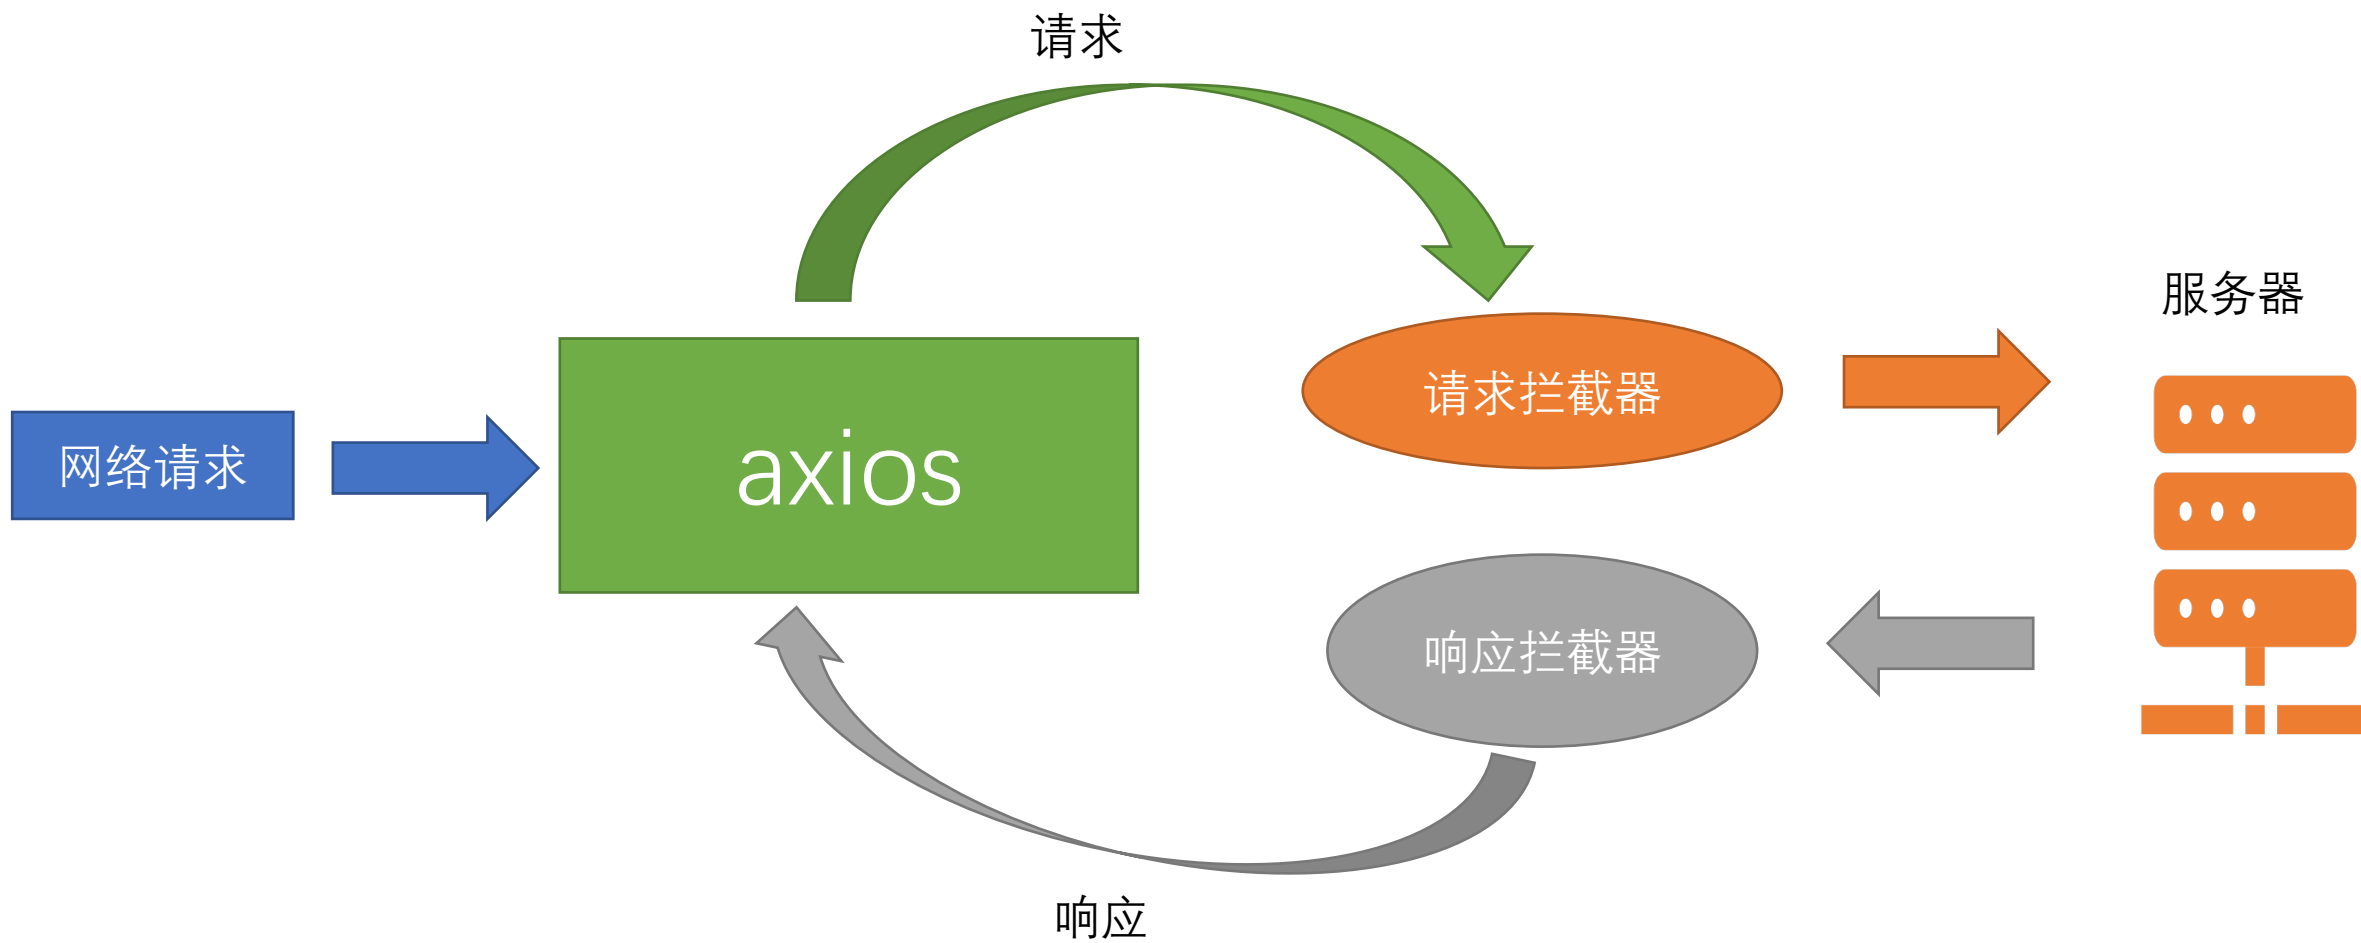 请求
服务器
请求拦截器
网络请求
axios
响应拦截器
响应